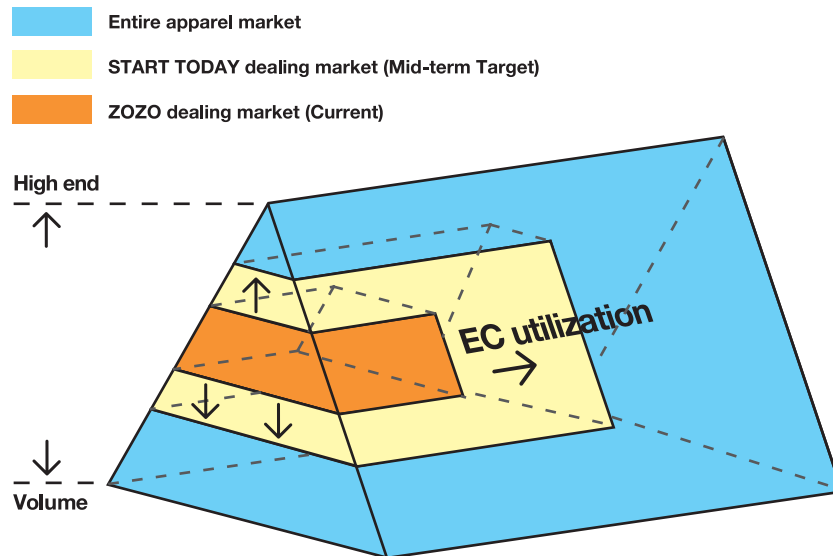 Entire apparel market
START TODAY dealing market (Mid-term Target)
ZOZO dealing market (Current)
High end
EC utilization
Volume